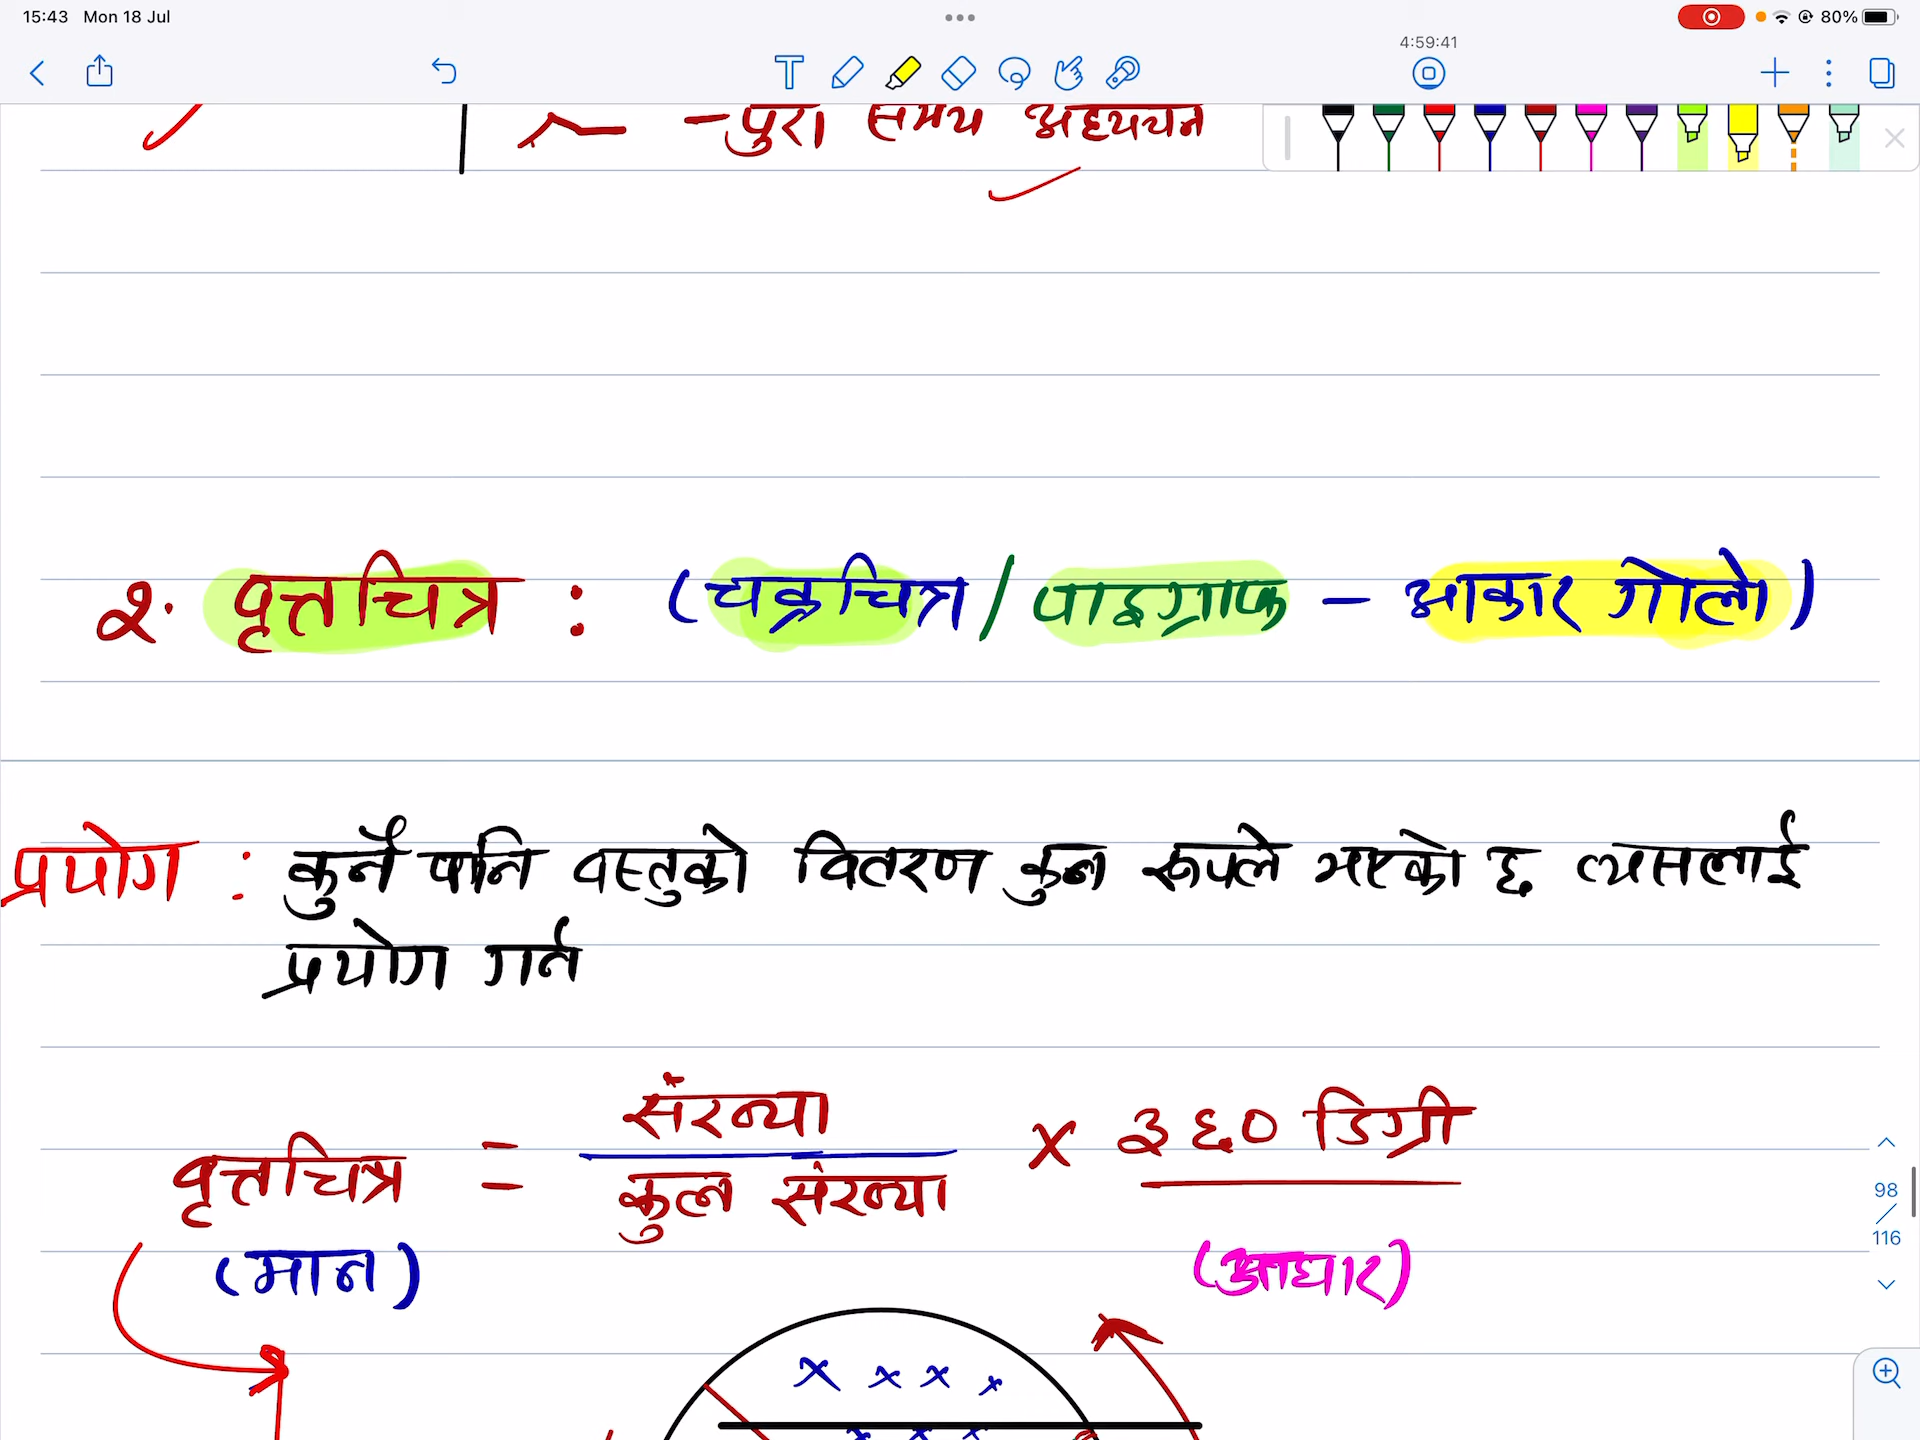 15:43 Mon 18 Jul
80%
4:59:41
-पुरा समय अध्ययन
२. वृत्तचित्र : (चक्रचित्र / पाइग्राफ - आकार गोलो)
प्रयोग : कुनै पनि वस्तुको वितरण कुन रूपले भएको छ त्यसलाई
प्रयोग गर्न
संख्या
वृत्तचित्र = × ३६० डिग्री
कुल संख्या
(मान) (आधार)
98
/
116
× × × ×